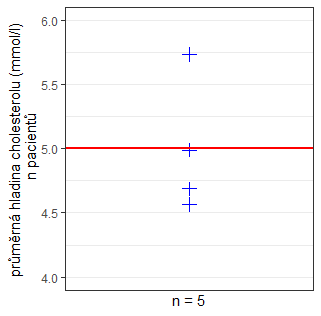 průměrná hladina cholesterolu (mmol/l)
n pacientů
6.0
5.5
5.0
4.5
4.0
n = 5